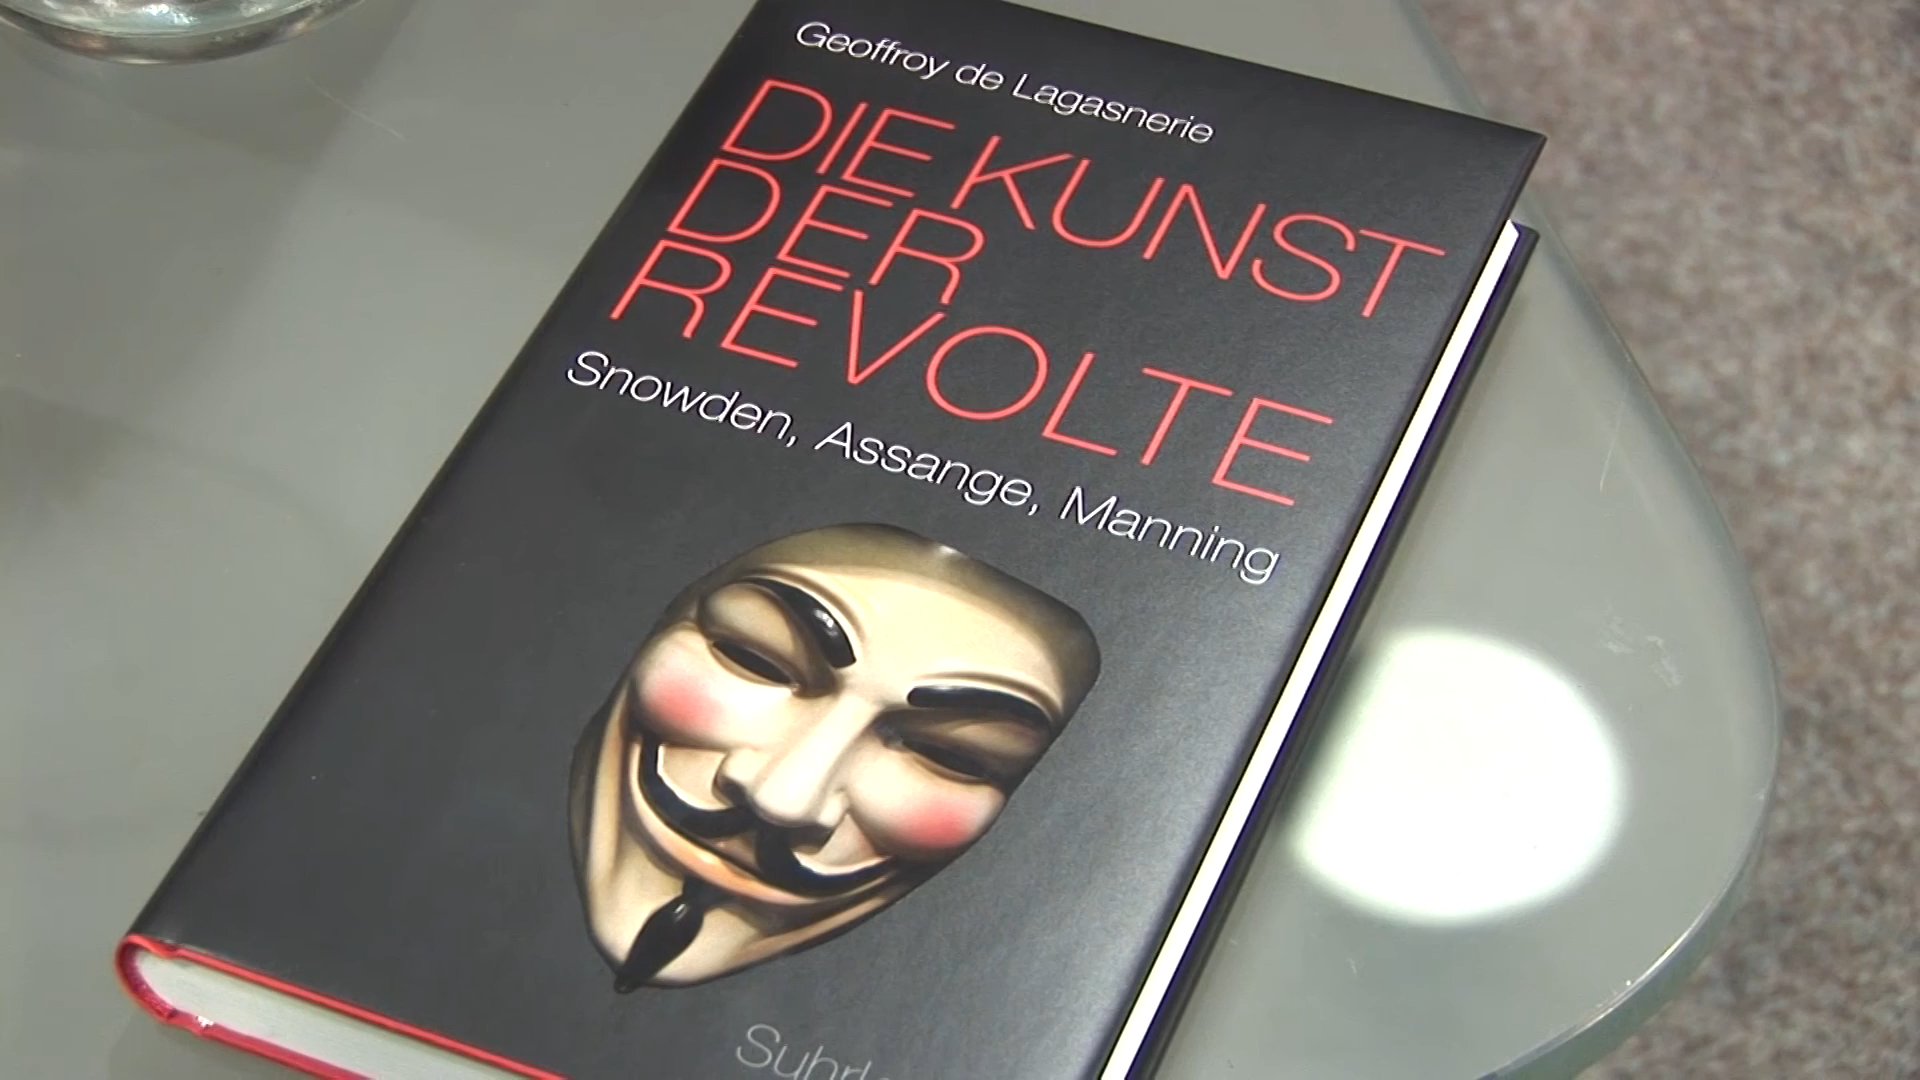 Geoffroy de Lagasnerie
DIE KUNST
DER
REVOLTE
Snowden, Assange, Manning